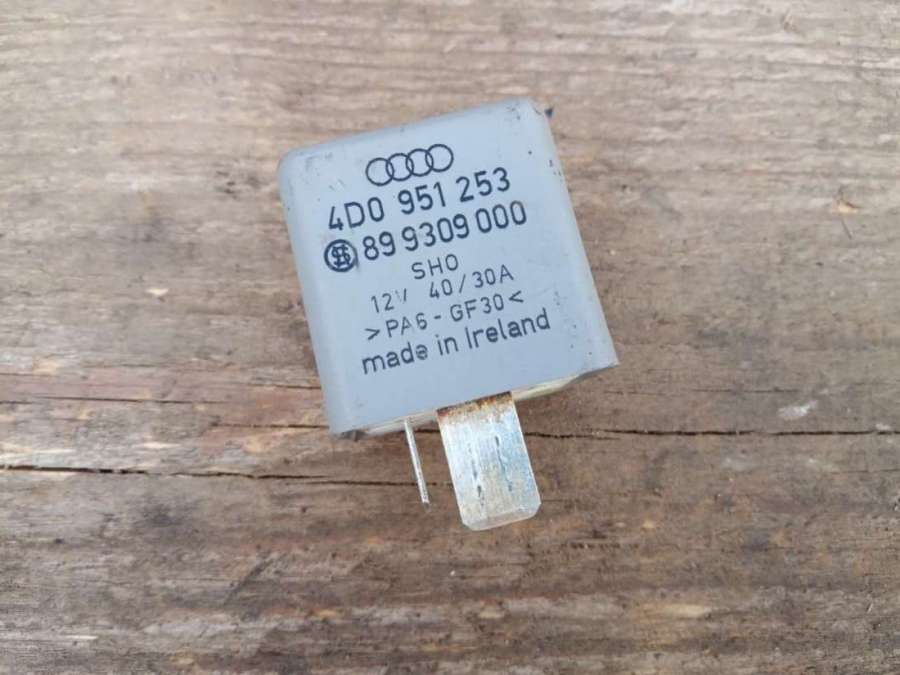 4D0 951 253
89 9309 000
SHO
12V 40/30A
>PA6-GF30<
made in Ireland